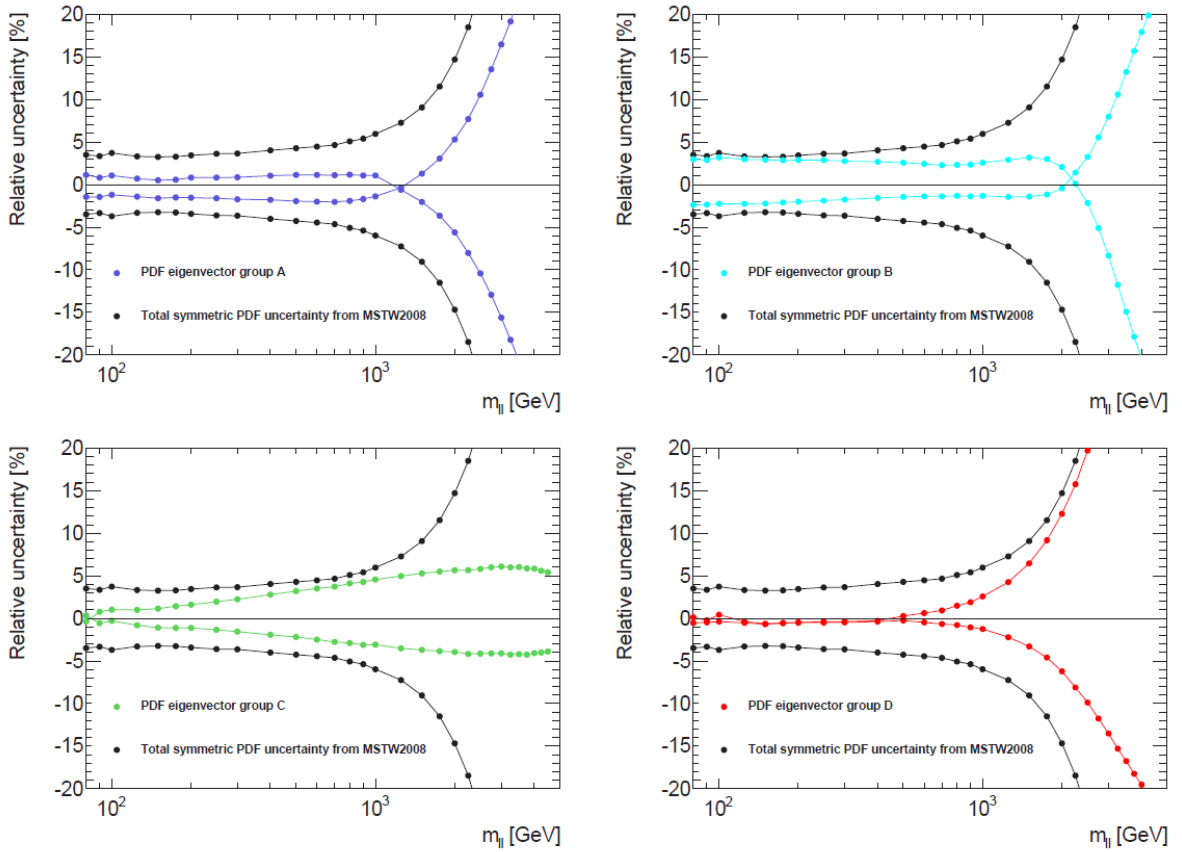 Relative uncertainty [%]
20
15
10
5
0
-5
-10
-15
-20
PDF eigenvector group A
Total symmetric PDF uncertainty from MSTW2008
10²
10³
m_ll [GeV]
Relative uncertainty [%]
20
15
10
5
0
-5
-10
-15
-20
PDF eigenvector group B
Total symmetric PDF uncertainty from MSTW2008
10²
10³
m_ll [GeV]
Relative uncertainty [%]
20
15
10
5
0
-5
-10
-15
-20
PDF eigenvector group C
Total symmetric PDF uncertainty from MSTW2008
10²
10³
m_ll [GeV]
Relative uncertainty [%]
20
15
10
5
0
-5
-10
-15
-20
PDF eigenvector group D
Total symmetric PDF uncertainty from MSTW2008
10²
10³
m_ll [GeV]